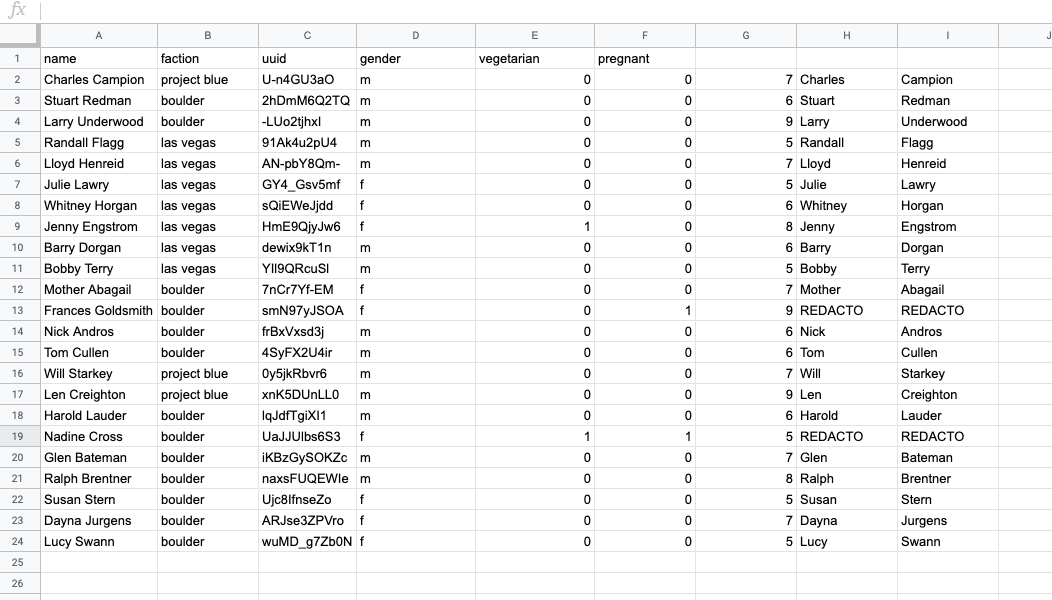 fx
A B C D E F G H I J
1 name faction uuid gender vegetarian pregnant
2 Charles Campion project blue U-n4GU3aO m 0 0 7 Charles Campion
3 Stuart Redman boulder 2hDmM6Q2TQ m 0 0 6 Stuart Redman
4 Larry Underwood boulder -LUo2tjhxl m 0 0 9 Larry Underwood
5 Randall Flagg las vegas 91Ak4u2pU4 m 0 0 5 Randall Flagg
6 Lloyd Henreid las vegas AN-pbY8Qm- m 0 0 7 Lloyd Henreid
7 Julie Lawry las vegas GY4_Gsv5mf f 0 0 5 Julie Lawry
8 Whitney Horgan las vegas sQiEWeJjdd f 0 0 6 Whitney Horgan
9 Jenny Engstrom las vegas HmE9QjyJw6 f 1 0 8 Jenny Engstrom
10 Barry Dorgan las vegas dewix9kT1n m 0 0 6 Barry Dorgan
11 Bobby Terry las vegas YIl9QRcuSl m 0 0 5 Bobby Terry
12 Mother Abagail boulder 7nCr7Yf-EM f 0 0 7 Mother Abagail
13 Frances Goldsmith boulder smN97yJSOA f 0 1 9 REDACTO REDACTO
14 Nick Andros boulder frBxVxsd3j m 0 0 6 Nick Andros
15 Tom Cullen boulder 4SyFX2U4ir m 0 0 6 Tom Cullen
16 Will Starkey project blue 0y5jkRbvr6 m 0 0 7 Will Starkey
17 Len Creighton project blue xnK5DUnLL0 m 0 0 9 Len Creighton
18 Harold Lauder boulder lqJdfTgiXI1 m 0 0 6 Harold Lauder
19 Nadine Cross boulder UaJJUlbs6S3 f 1 1 5 REDACTO REDACTO
20 Glen Bateman boulder iKBzGySOKZc m 0 0 7 Glen Bateman
21 Ralph Brentner boulder naxsFUQEWIe m 0 0 8 Ralph Brentner
22 Susan Stern boulder Ujc8IfnseZo f 0 0 5 Susan Stern
23 Dayna Jurgens boulder ARJse3ZPVro f 0 0 7 Dayna Jurgens
24 Lucy Swann boulder wuMD_g7Zb0N f 0 0 5 Lucy Swann
25
26